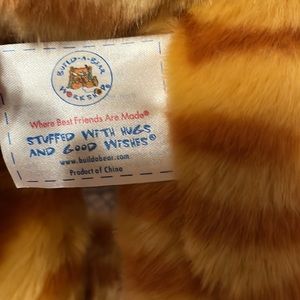 BUILD-A-BEAR
WORKSHOP®
Where Best Friends Are Made®
STUFFED WITH HUGS
AND GOOD WISHES®
www.buildabear.com
Product of China